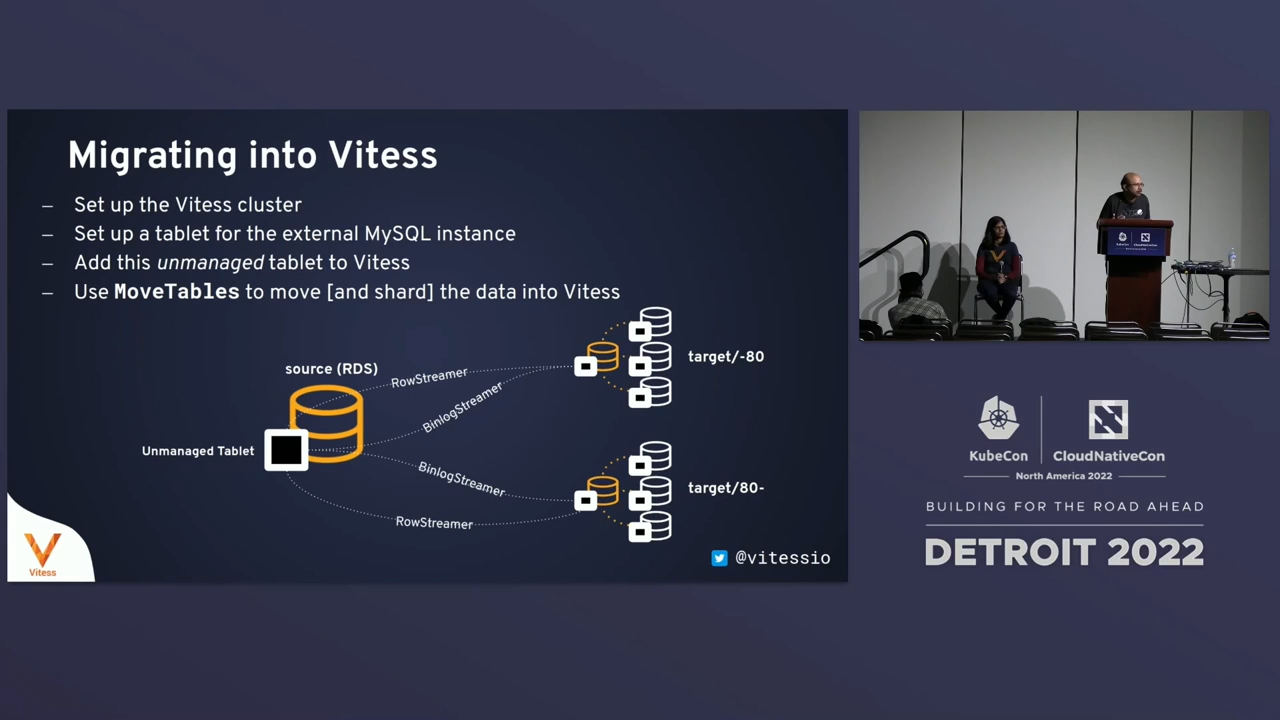 Migrating into Vitess
– Set up the Vitess cluster
– Set up a tablet for the external MySQL instance
– Add this unmanaged tablet to Vitess
– Use MoveTables to move [and shard] the data into Vitess
source (RDS)
RowStreamer
BinlogStreamer
target/-80
Unmanaged Tablet
BinlogStreamer
RowStreamer
target/80-
Vitess
@vitessio
KubeCon
CloudNativeCon
North America 2022
BUILDING FOR THE ROAD AHEAD
DETROIT 2022